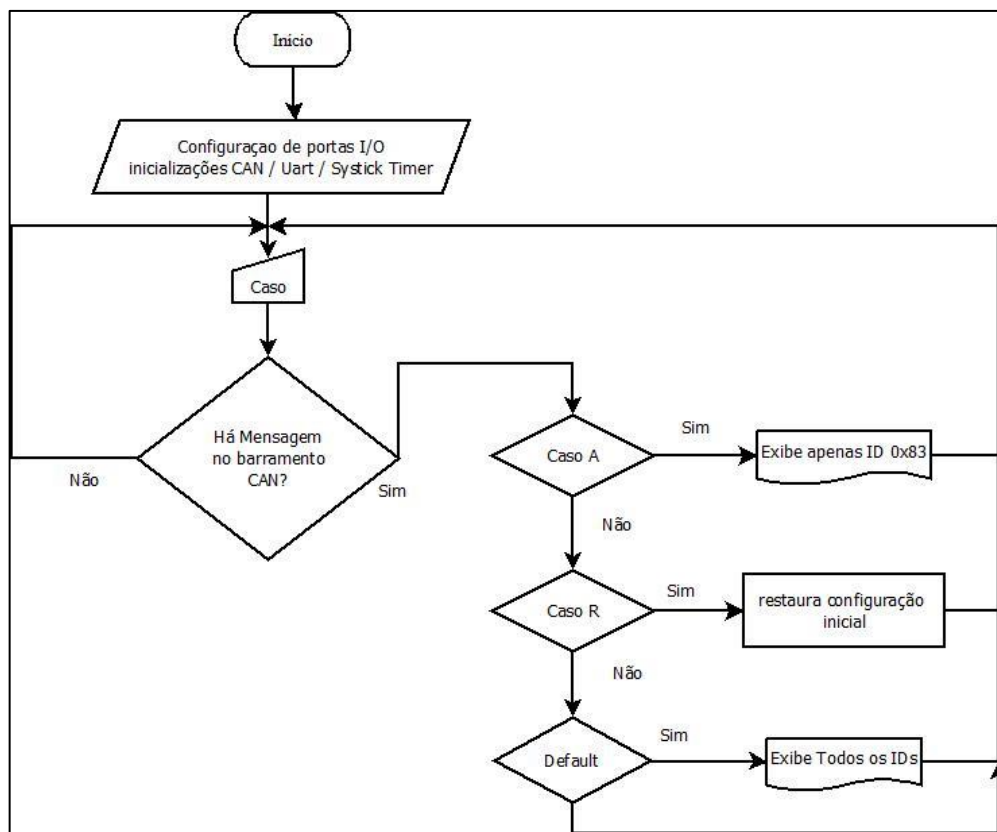 Inicio
Configuraçao de portas I/O
inicializações CAN / Uart / Systick Timer
Caso
Há Mensagem
no barramento
CAN?
Não
Sim
Caso A
Sim
Exibe apenas ID 0x83
Não
Caso R
Sim
restaura configuração
inicial
Não
Default
Sim
Exibe Todos os IDs